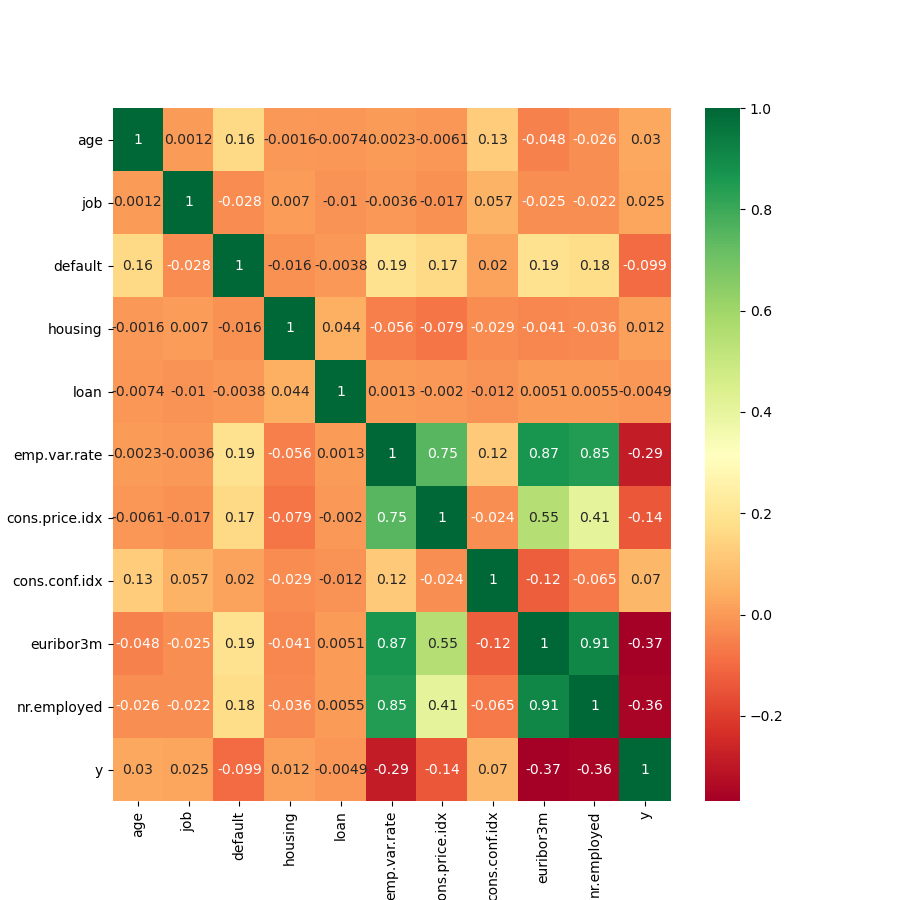 1.0
age 1 0.0012 0.16 -0.0016 -0.0074 0.0023 -0.0061 0.13 -0.048 -0.026 0.03
job 0.0012 1 -0.028 0.007 -0.01 -0.0036 -0.017 0.057 -0.025 -0.022 0.025
0.8
default 0.16 -0.028 1 -0.016 -0.0038 0.19 0.17 0.02 0.19 0.18 -0.099
housing -0.0016 0.007 -0.016 1 0.044 -0.056 -0.079 -0.029 -0.041 -0.036 0.012
0.6
loan -0.0074 -0.01 -0.0038 0.044 1 0.0013 -0.002 -0.012 0.0051 0.0055 -0.0049
0.4
emp.var.rate 0.0023 -0.0036 0.19 -0.056 0.0013 1 0.75 0.12 0.87 0.85 -0.29
cons.price.idx -0.0061 -0.017 0.17 -0.079 -0.002 0.75 1 -0.024 0.55 0.41 -0.14
0.2
cons.conf.idx 0.13 0.057 0.02 -0.029 -0.012 0.12 -0.024 1 -0.12 -0.065 0.07
0.0
euribor3m -0.048 -0.025 0.19 -0.041 0.0051 0.87 0.55 -0.12 1 0.91 -0.37
nr.employed -0.026 -0.022 0.18 -0.036 0.0055 0.85 0.41 -0.065 0.91 1 -0.36
−0.2
y 0.03 0.025 -0.099 0.012 -0.0049 -0.29 -0.14 0.07 -0.37 -0.36 1
age job default housing loan emp.var.rate ons.price.idx cons.conf.idx euribor3m nr.employed y